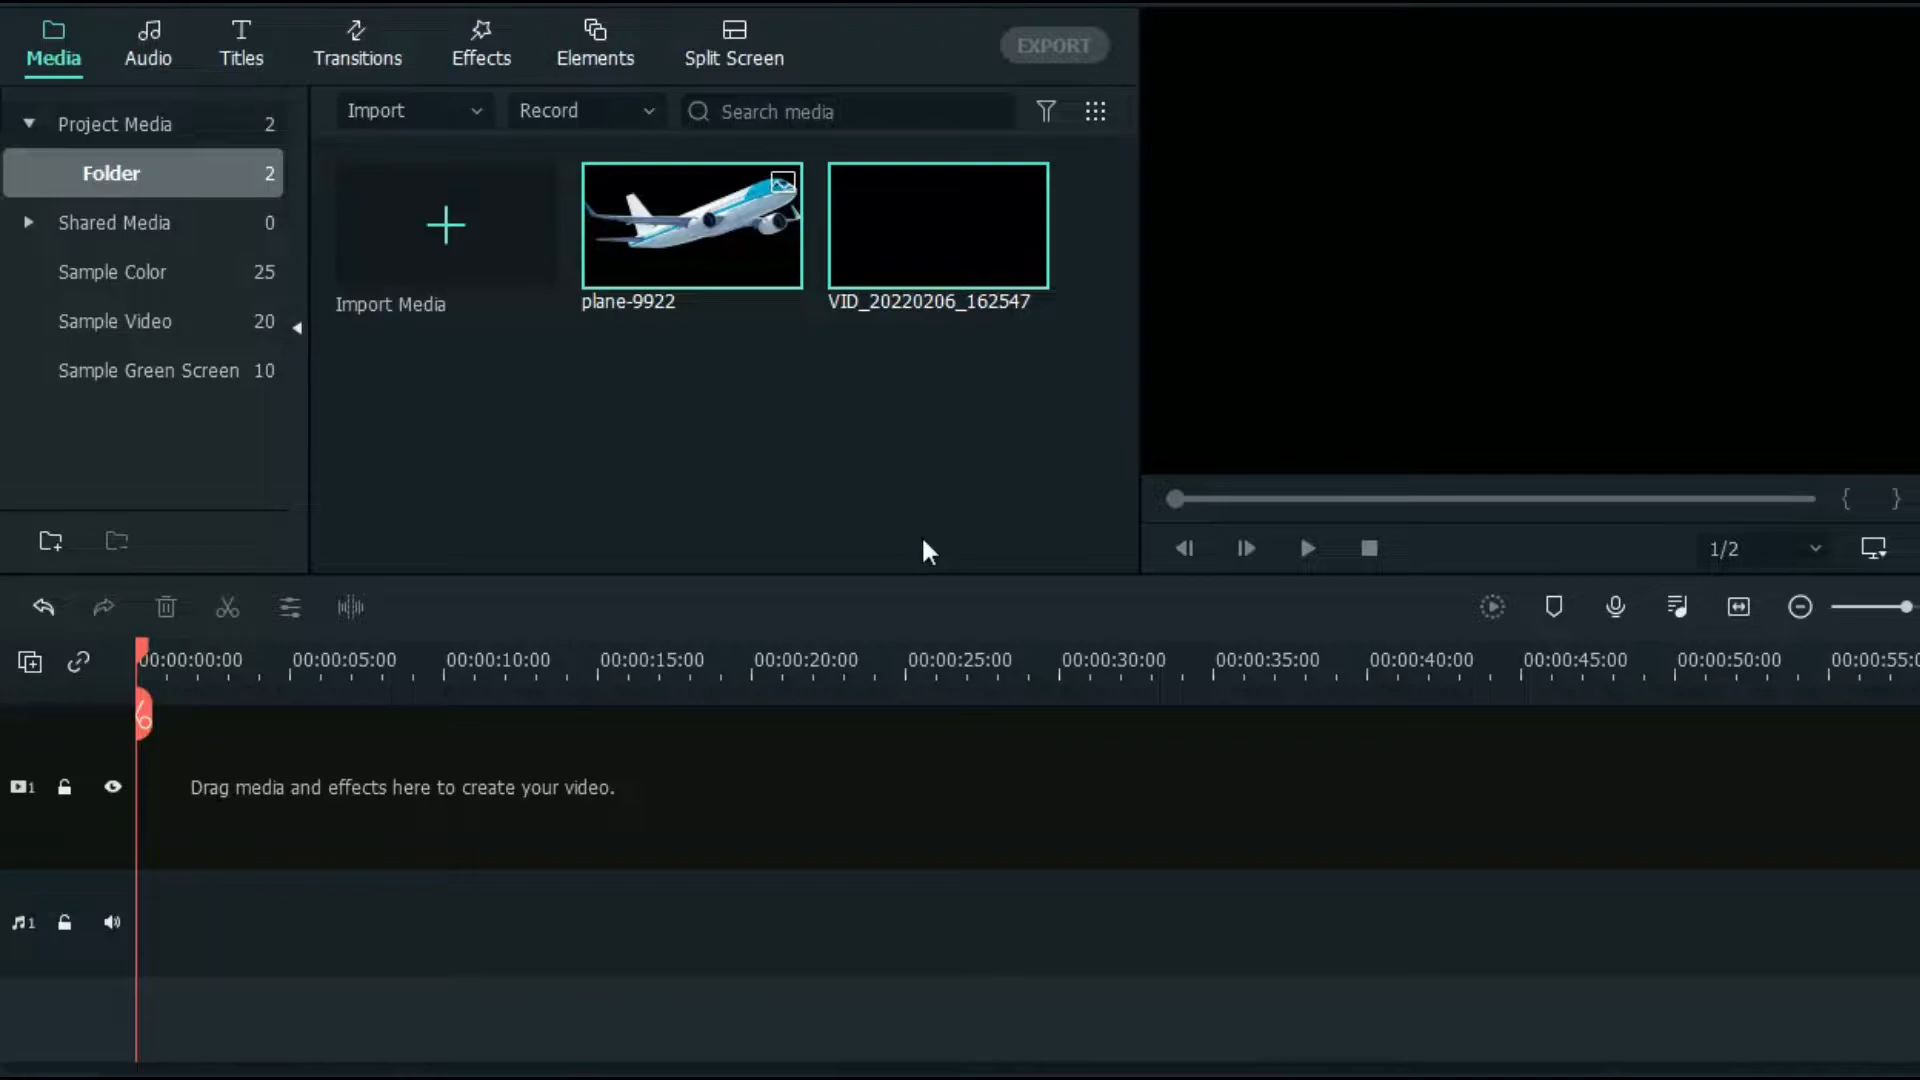 Media
Audio
Titles
Transitions
Effects
Elements
Split Screen
EXPORT
Project Media 2
Folder 2
Shared Media 0
Sample Color 25
Sample Video 20
Sample Green Screen 10
Import
Record
Search media
Import Media
plane-9922
VID_20220206_162547
{ }
1/2
00:00:00:00 00:00:05:00 00:00:10:00 00:00:15:00 00:00:20:00 00:00:25:00 00:00:30:00 00:00:35:00 00:00:40:00 00:00:45:00 00:00:50:00 00:00:55:0
1
Drag media and effects here to create your video.
1